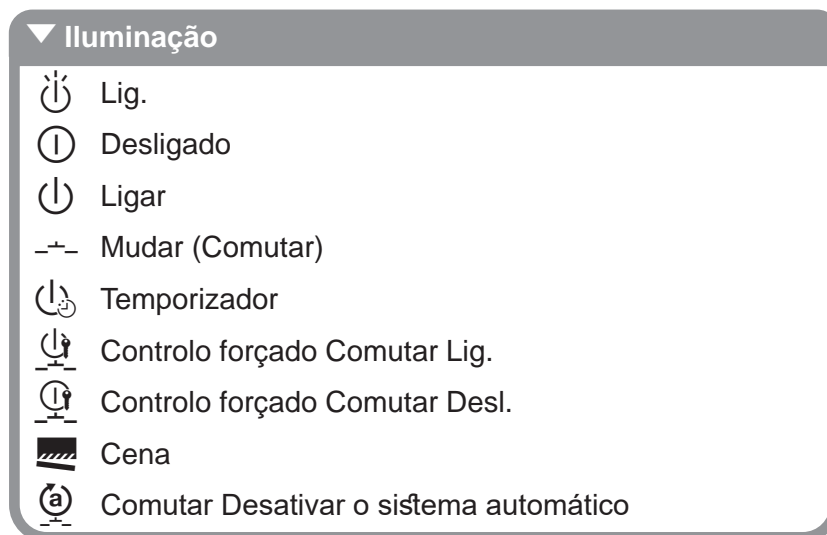 Iluminação
Lig.
Desligado
Ligar
Mudar (Comutar)
Temporizador
Controlo forçado Comutar Lig.
Controlo forçado Comutar Desl.
Cena
a Comutar Desativar o sistema automático